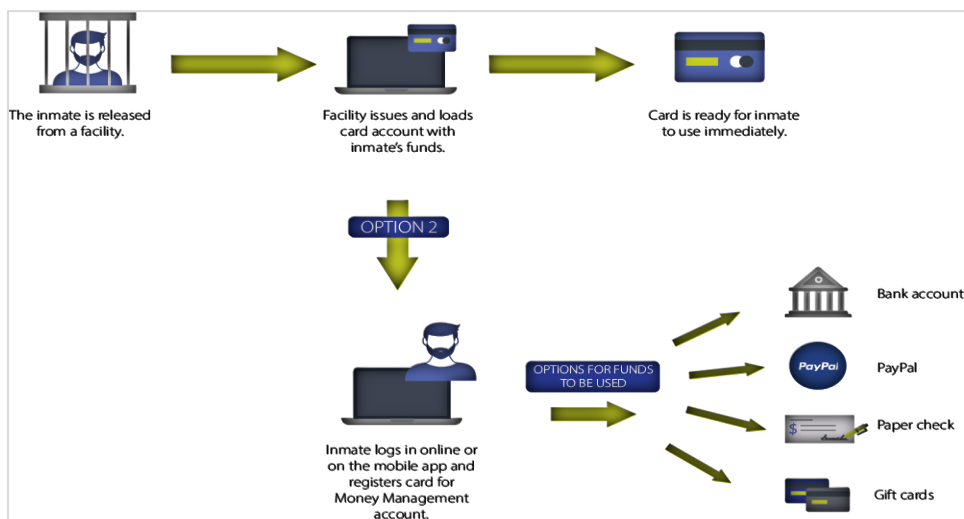 The inmate is released
from a facility.
Facility issues and loads
card account with
inmate's funds.
Card is ready for inmate
to use immediately.
OPTION 2
Inmate logs in online or
on the mobile app and
registers card for
Money Management
account.
OPTIONS FOR FUNDS
TO BE USED
Bank account
PayPal
PayPal
$
Paper check
Gift cards